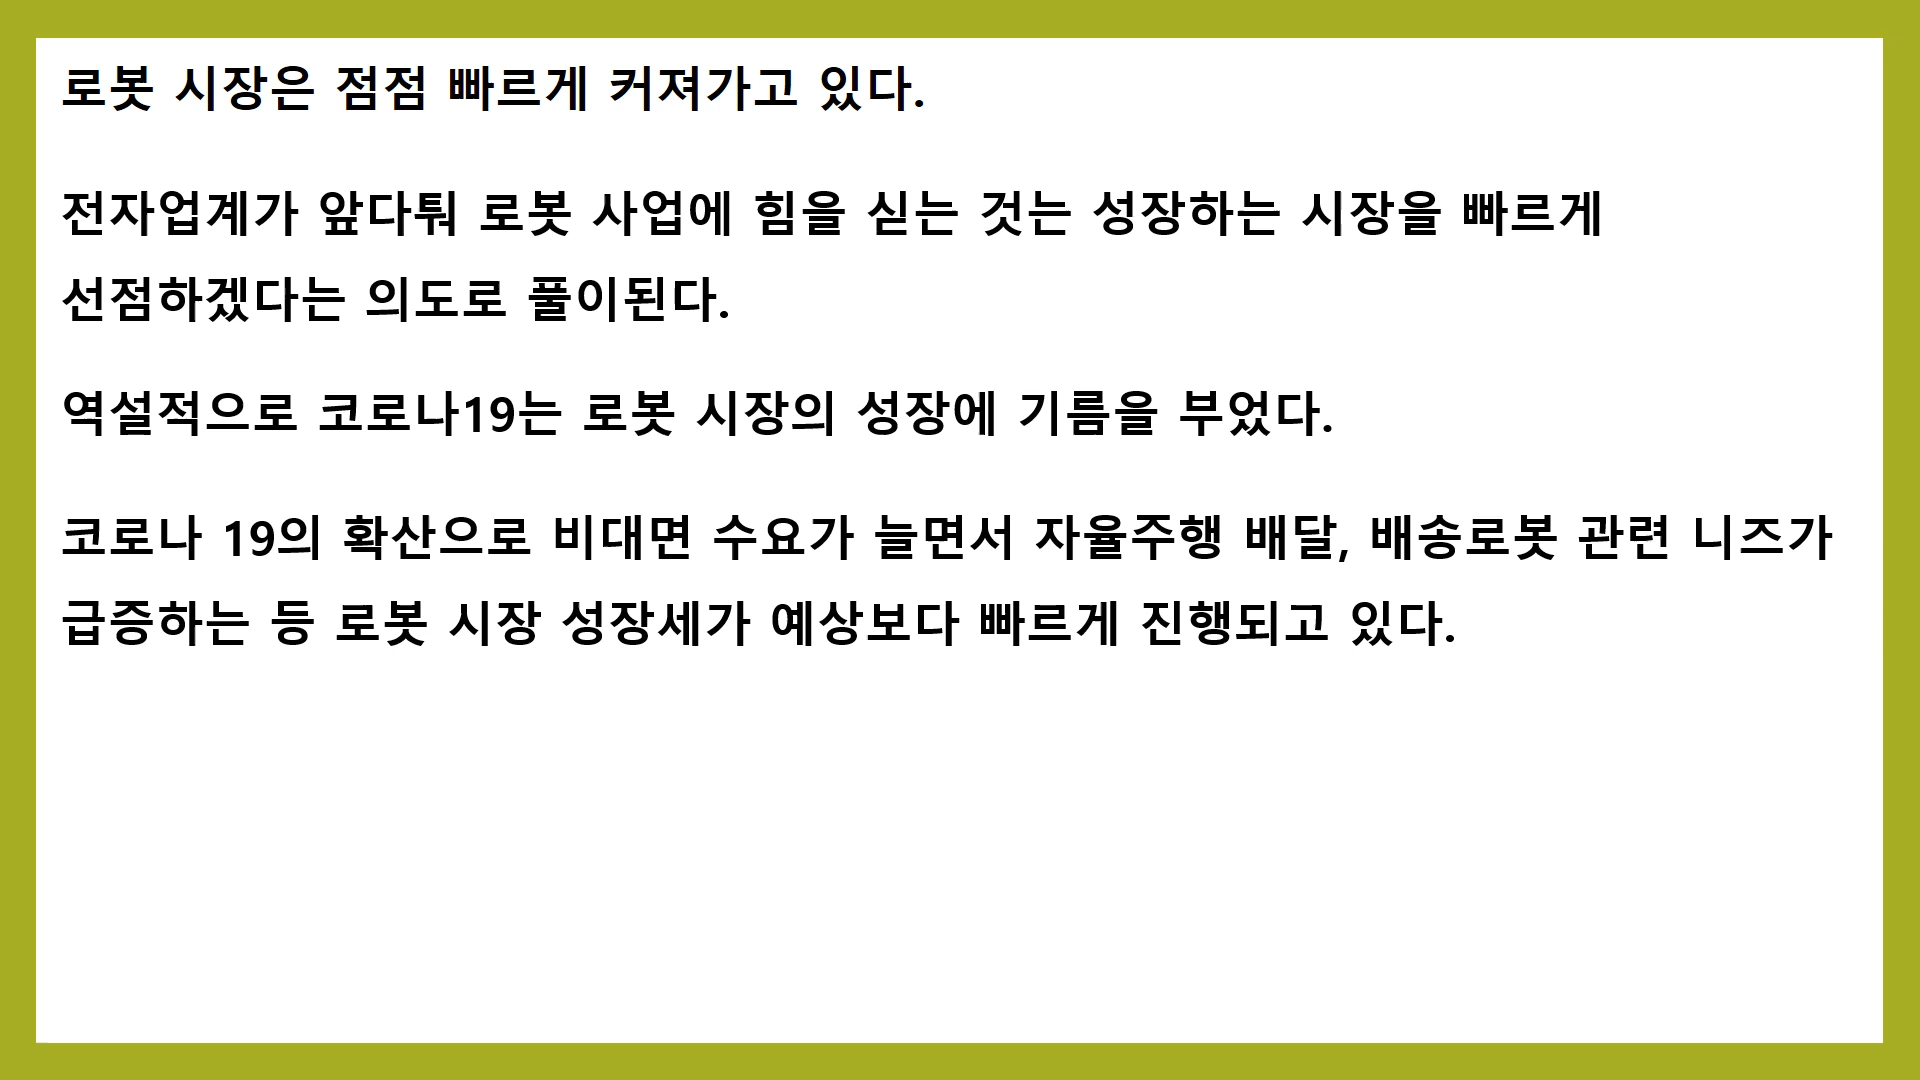 로봇 시장은 점점 빠르게 커져가고 있다.
전자업계가 앞다퉈 로봇 사업에 힘을 싣는 것는 성장하는 시장을 빠르게
선점하겠다는 의도로 풀이된다.
역설적으로 코로나19는 로봇 시장의 성장에 기름을 부었다.
코로나 19의 확산으로 비대면 수요가 늘면서 자율주행 배달, 배송로봇 관련 니즈가
급증하는 등 로봇 시장 성장세가 예상보다 빠르게 진행되고 있다.